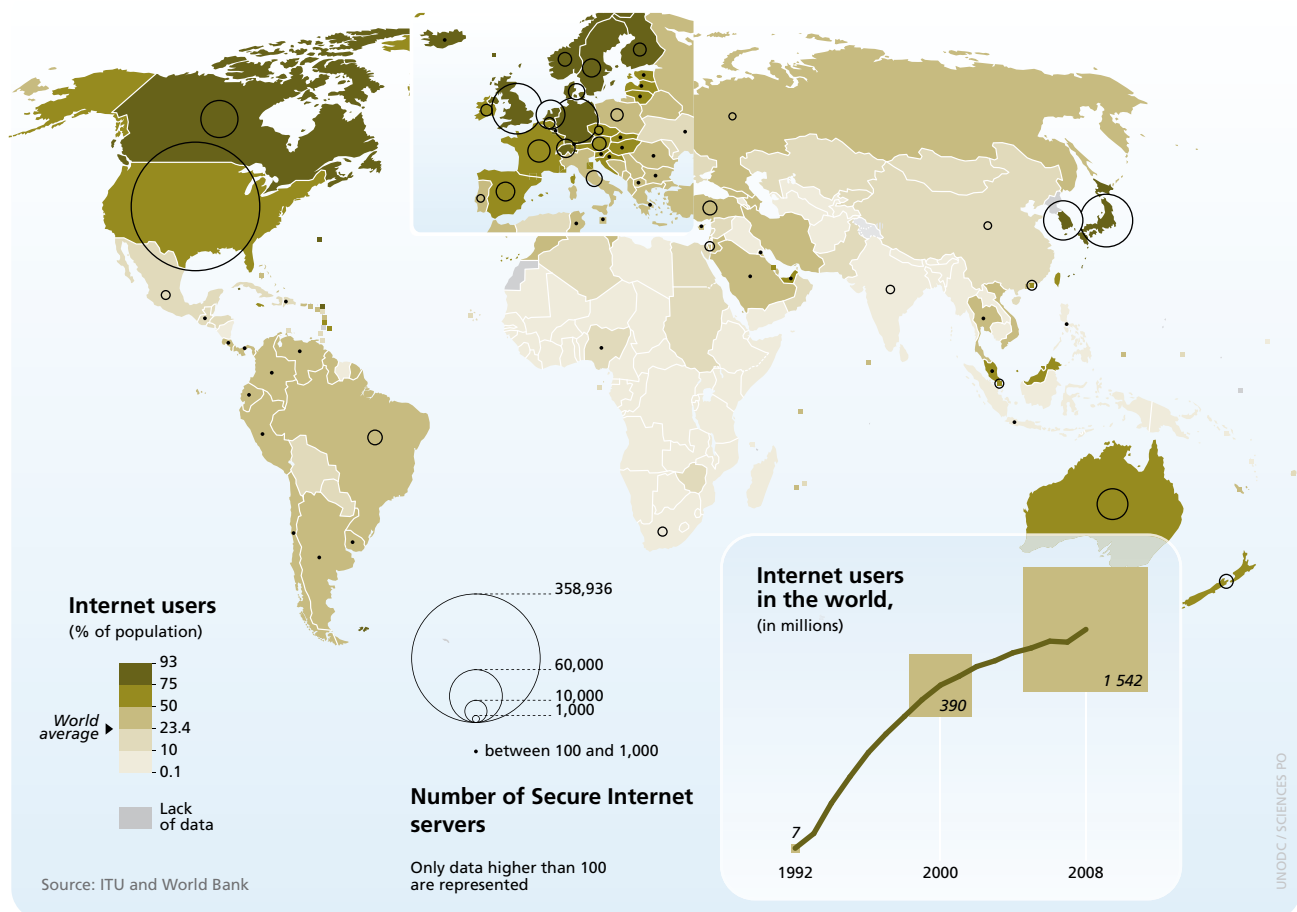 Internet users
(% of population)
93
75
50
23.4
10
0.1
World
average
Lack
of data
Source: ITU and World Bank
358,936
60,000
10,000
1,000
between 100 and 1,000
Number of Secure Internet
servers
Only data higher than 100
are represented
Internet users
in the world,
(in millions)
1 542
390
7
1992
2000
2008
UNODC / SCIENCES PO